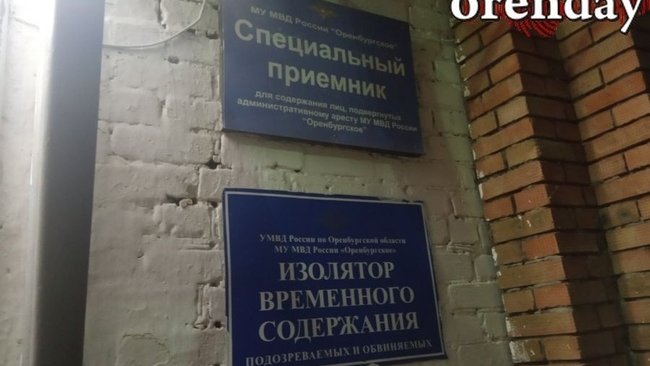 orenday
МУ МВД России "Оренбургское"
Специальный
приемник
для содержания лиц, подвергнутых
административному аресту МУ МВД России
"Оренбургское"
УМВД России по Оренбургской области
МУ МВД России «Оренбургское»
ИЗОЛЯТОР
ВРЕМЕННОГО
СОДЕРЖАНИЯ
ПОДОЗРЕВАЕМЫХ И ОБВИНЯЕМЫХ